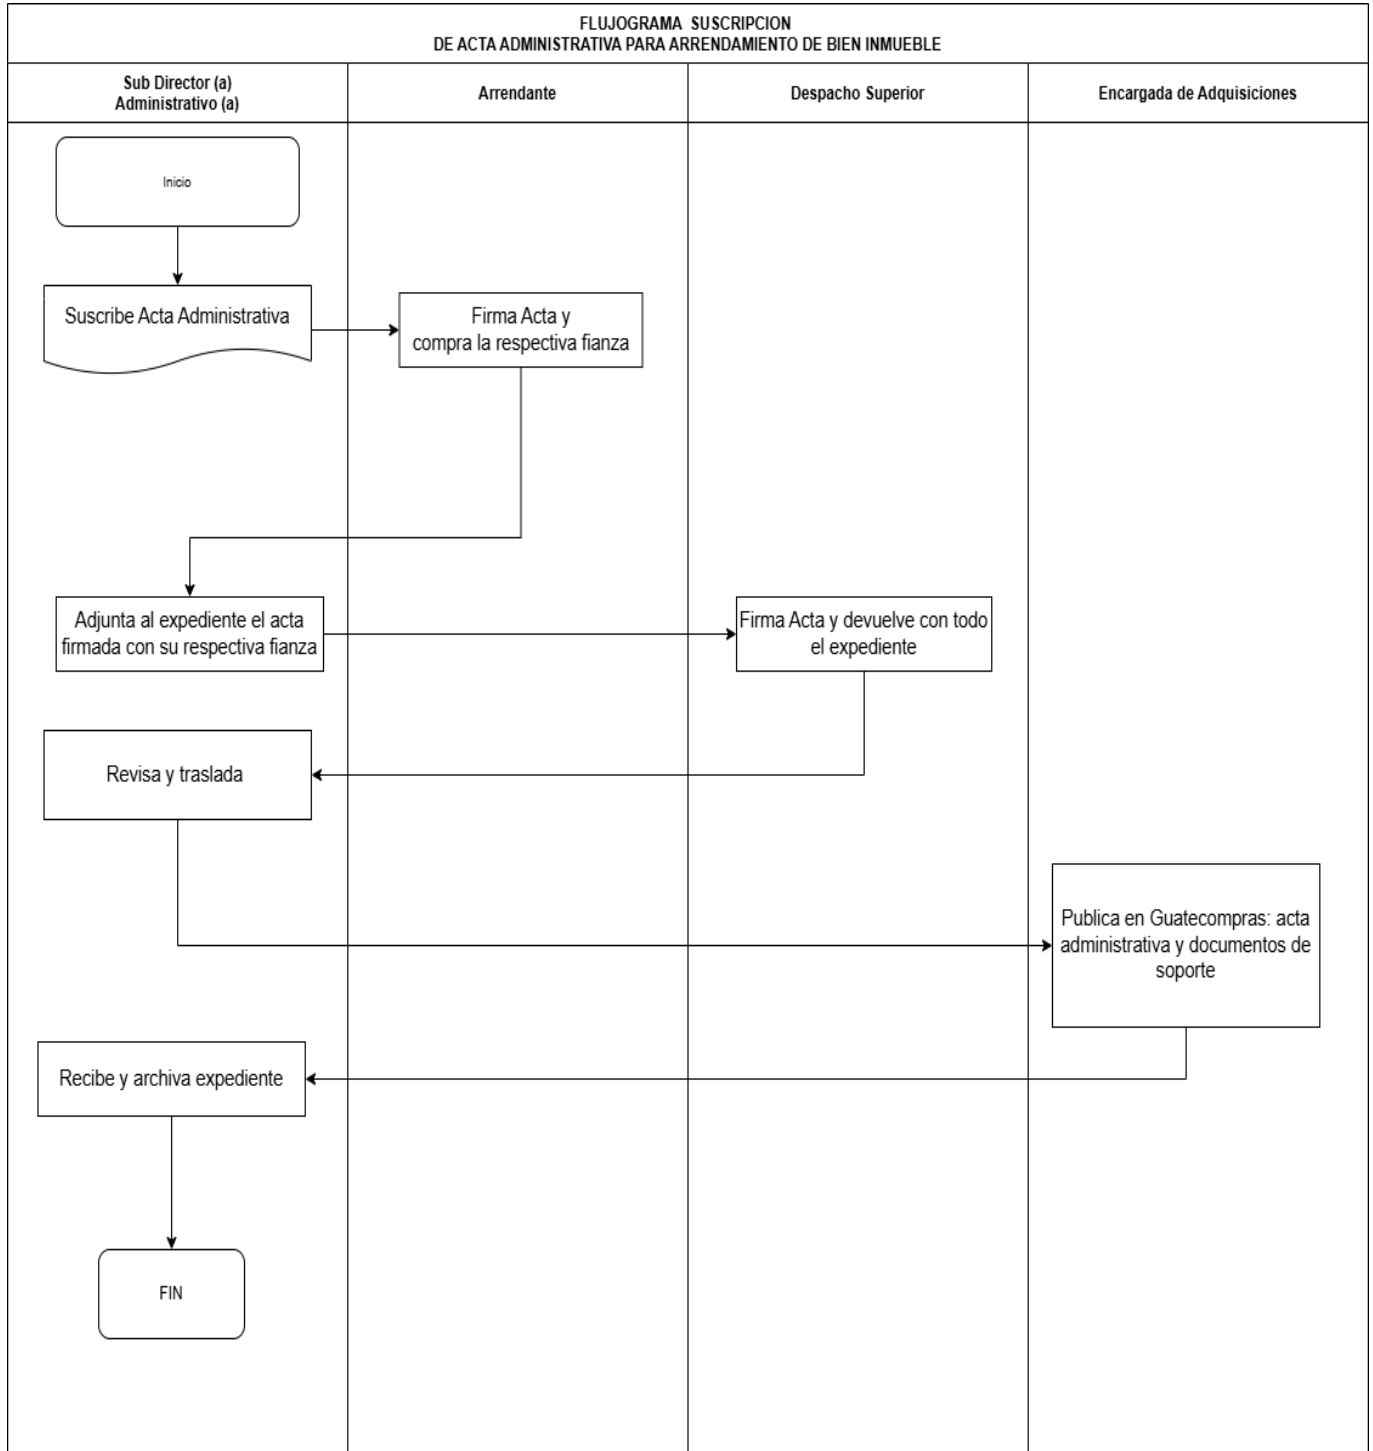 FLUJOGRAMA SUSCRIPCION
DE ACTA ADMINISTRATIVA PARA ARRENDAMIENTO DE BIEN INMUEBLE
Sub Director (a)
Administrativo (a)
Arrendante
Despacho Superior
Encargada de Adquisiciones
Inicio
Suscribe Acta Administrativa
Firma Acta y
compra la respectiva fianza
Adjunta al expediente el acta
firmada con su respectiva fianza
Firma Acta y devuelve con todo
el expediente
Revisa y traslada
Publica en Guatecompras: acta
administrativa y documentos de
soporte
Recibe y archiva expediente
FIN